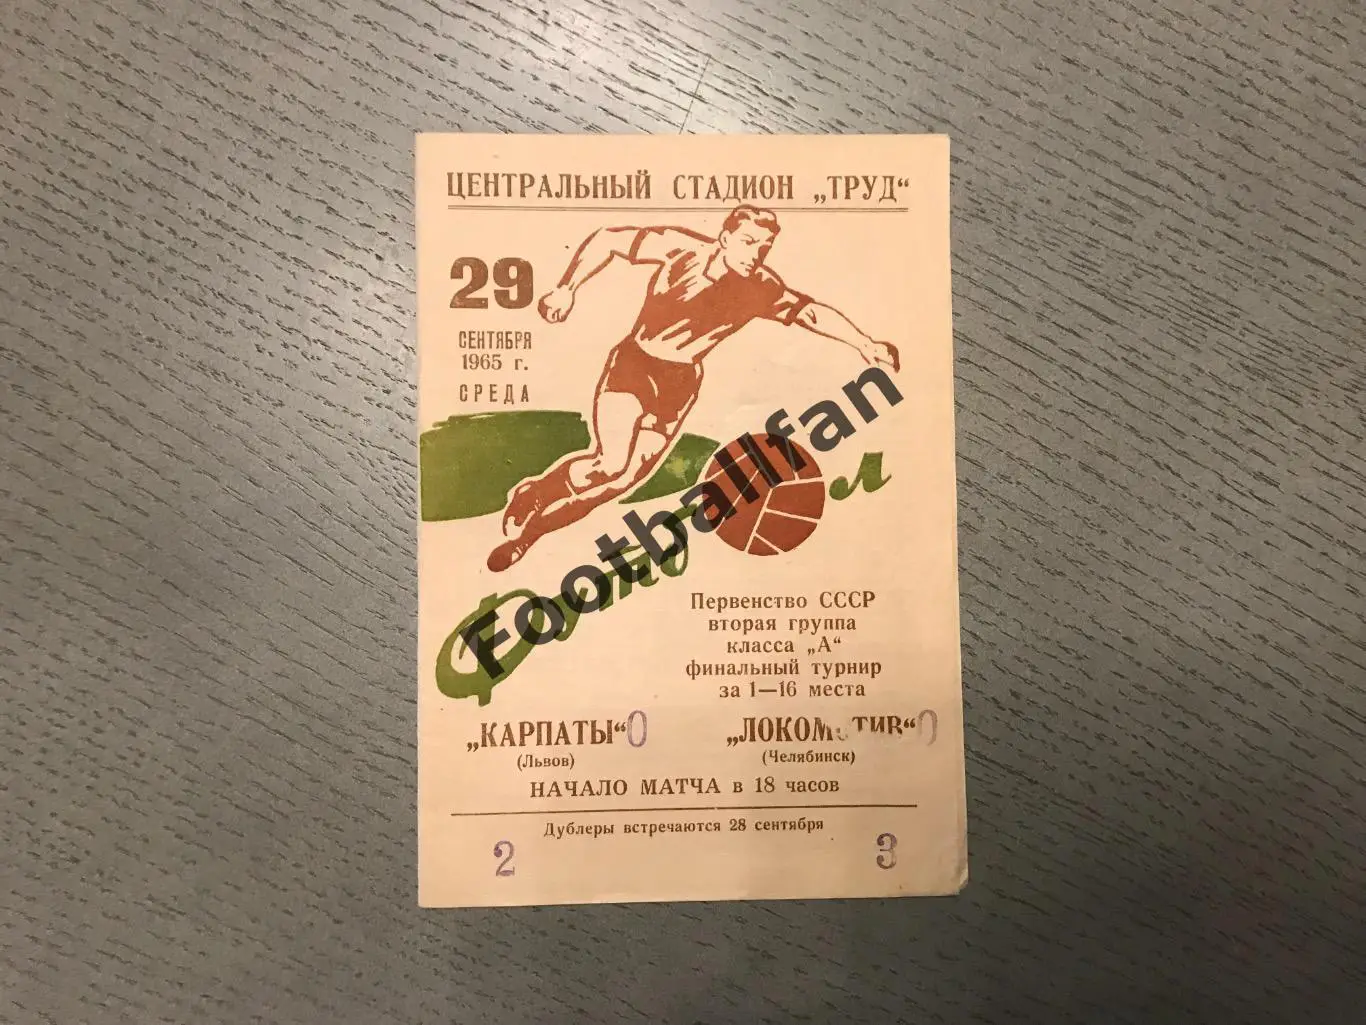 ЦЕНТРАЛЬНЫЙ СТАДИОН „ТРУД“
29
СЕНТЯБРЯ
1965 г.
СРЕДА
Футбол
Footballfan
Первенство СССР
вторая группа
класса „А“
финальный турнир
за 1—16 места
„КАРПАТЫ“ 0 „ЛОКОМОТИВ“ 0
(Львов) (Челябинск)
НАЧАЛО МАТЧА в 18 часов
Дублеры встречаются 28 сентября
2 3